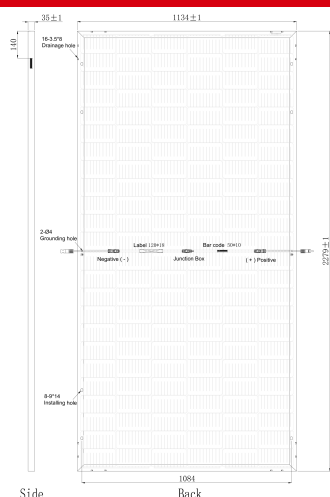 35±1
1134±1
140
16-3.5*8
Drainage hole
2-Ø4
Grounding hole
Label 128*18
Bar code 50*10
Negative ( - )
Junction Box
( + ) Positive
2279±1
8-9*14
Installing hole
1084
Side
Back